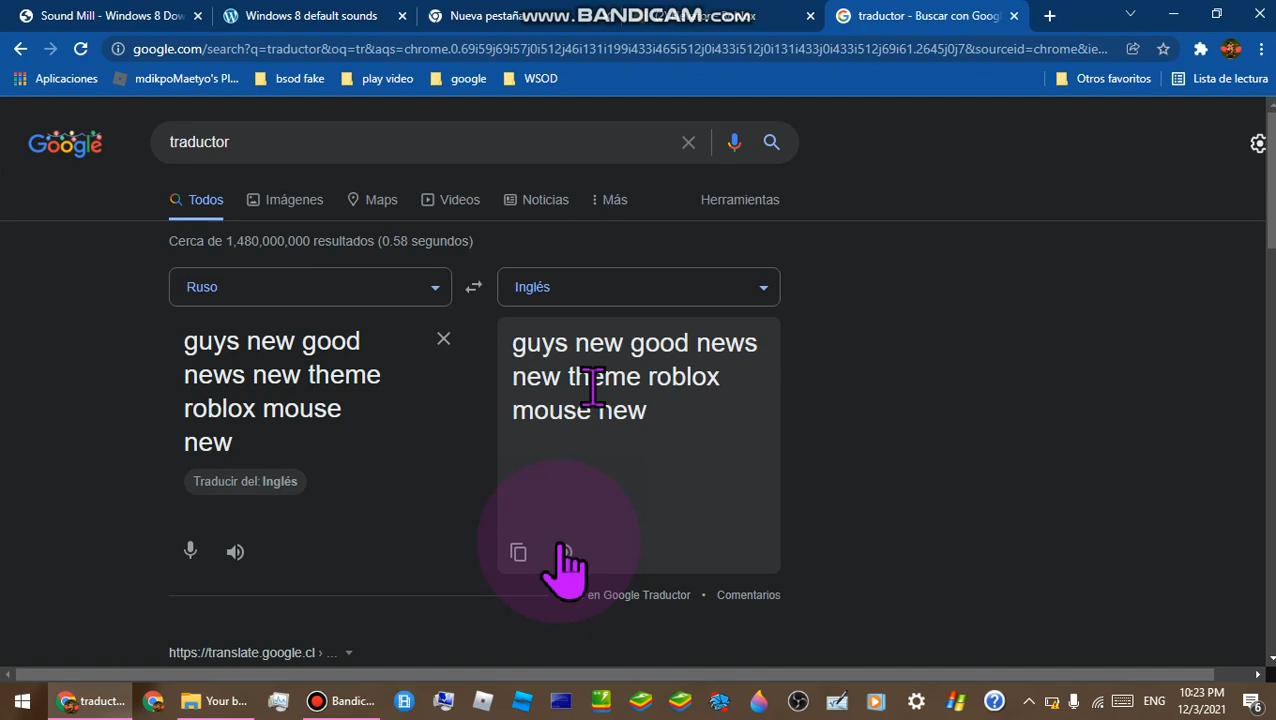 Sound Mill - Windows 8 Dow
Windows 8 default sounds
Nueva pestaña
www.BANDICAM.com
traductor - Buscar con Googl
google.com/search?q=traductor&oq=tr&aqs=chrome.0.69i59j69i57j0i512j46i131i199i433i465i512j0i433i512j0i131i433j0i433i512j69i61.2645j0j7&sourceid=chrome&ie...
Aplicaciones
mdikpoMaetyo's Pl...
bsod fake
play video
google
WSOD
Otros favoritos
Lista de lectura
Google
traductor
Todos
Imágenes
Maps
Videos
Noticias
Más
Herramientas
Cerca de 1,480,000,000 resultados (0.58 segundos)
Ruso
Inglés
guys new good
news new theme
roblox mouse
new
Traducir del: Inglés
guys new good news
new theme roblox
mouse new
en Google Traductor • Comentarios
https://translate.google.cl › ...
traduct...
Your b...
Bandic...
ENG
10:23 PM
12/3/2021
6